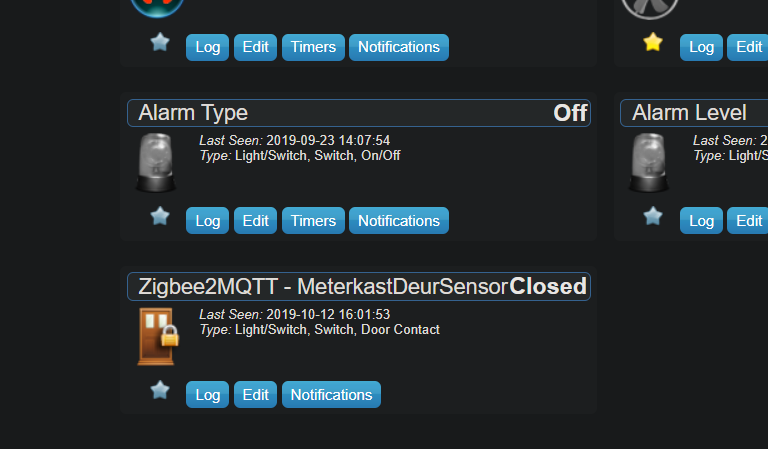 Log Edit Timers Notifications
Log Edit
Alarm Type Off
Last Seen: 2019-09-23 14:07:54
Type: Light/Switch, Switch, On/Off
Log Edit Timers Notifications
Alarm Level
Last Seen: 2
Type: Light/S
Log Edit
Zigbee2MQTT - MeterkastDeurSensor Closed
Last Seen: 2019-10-12 16:01:53
Type: Light/Switch, Switch, Door Contact
Log Edit Notifications